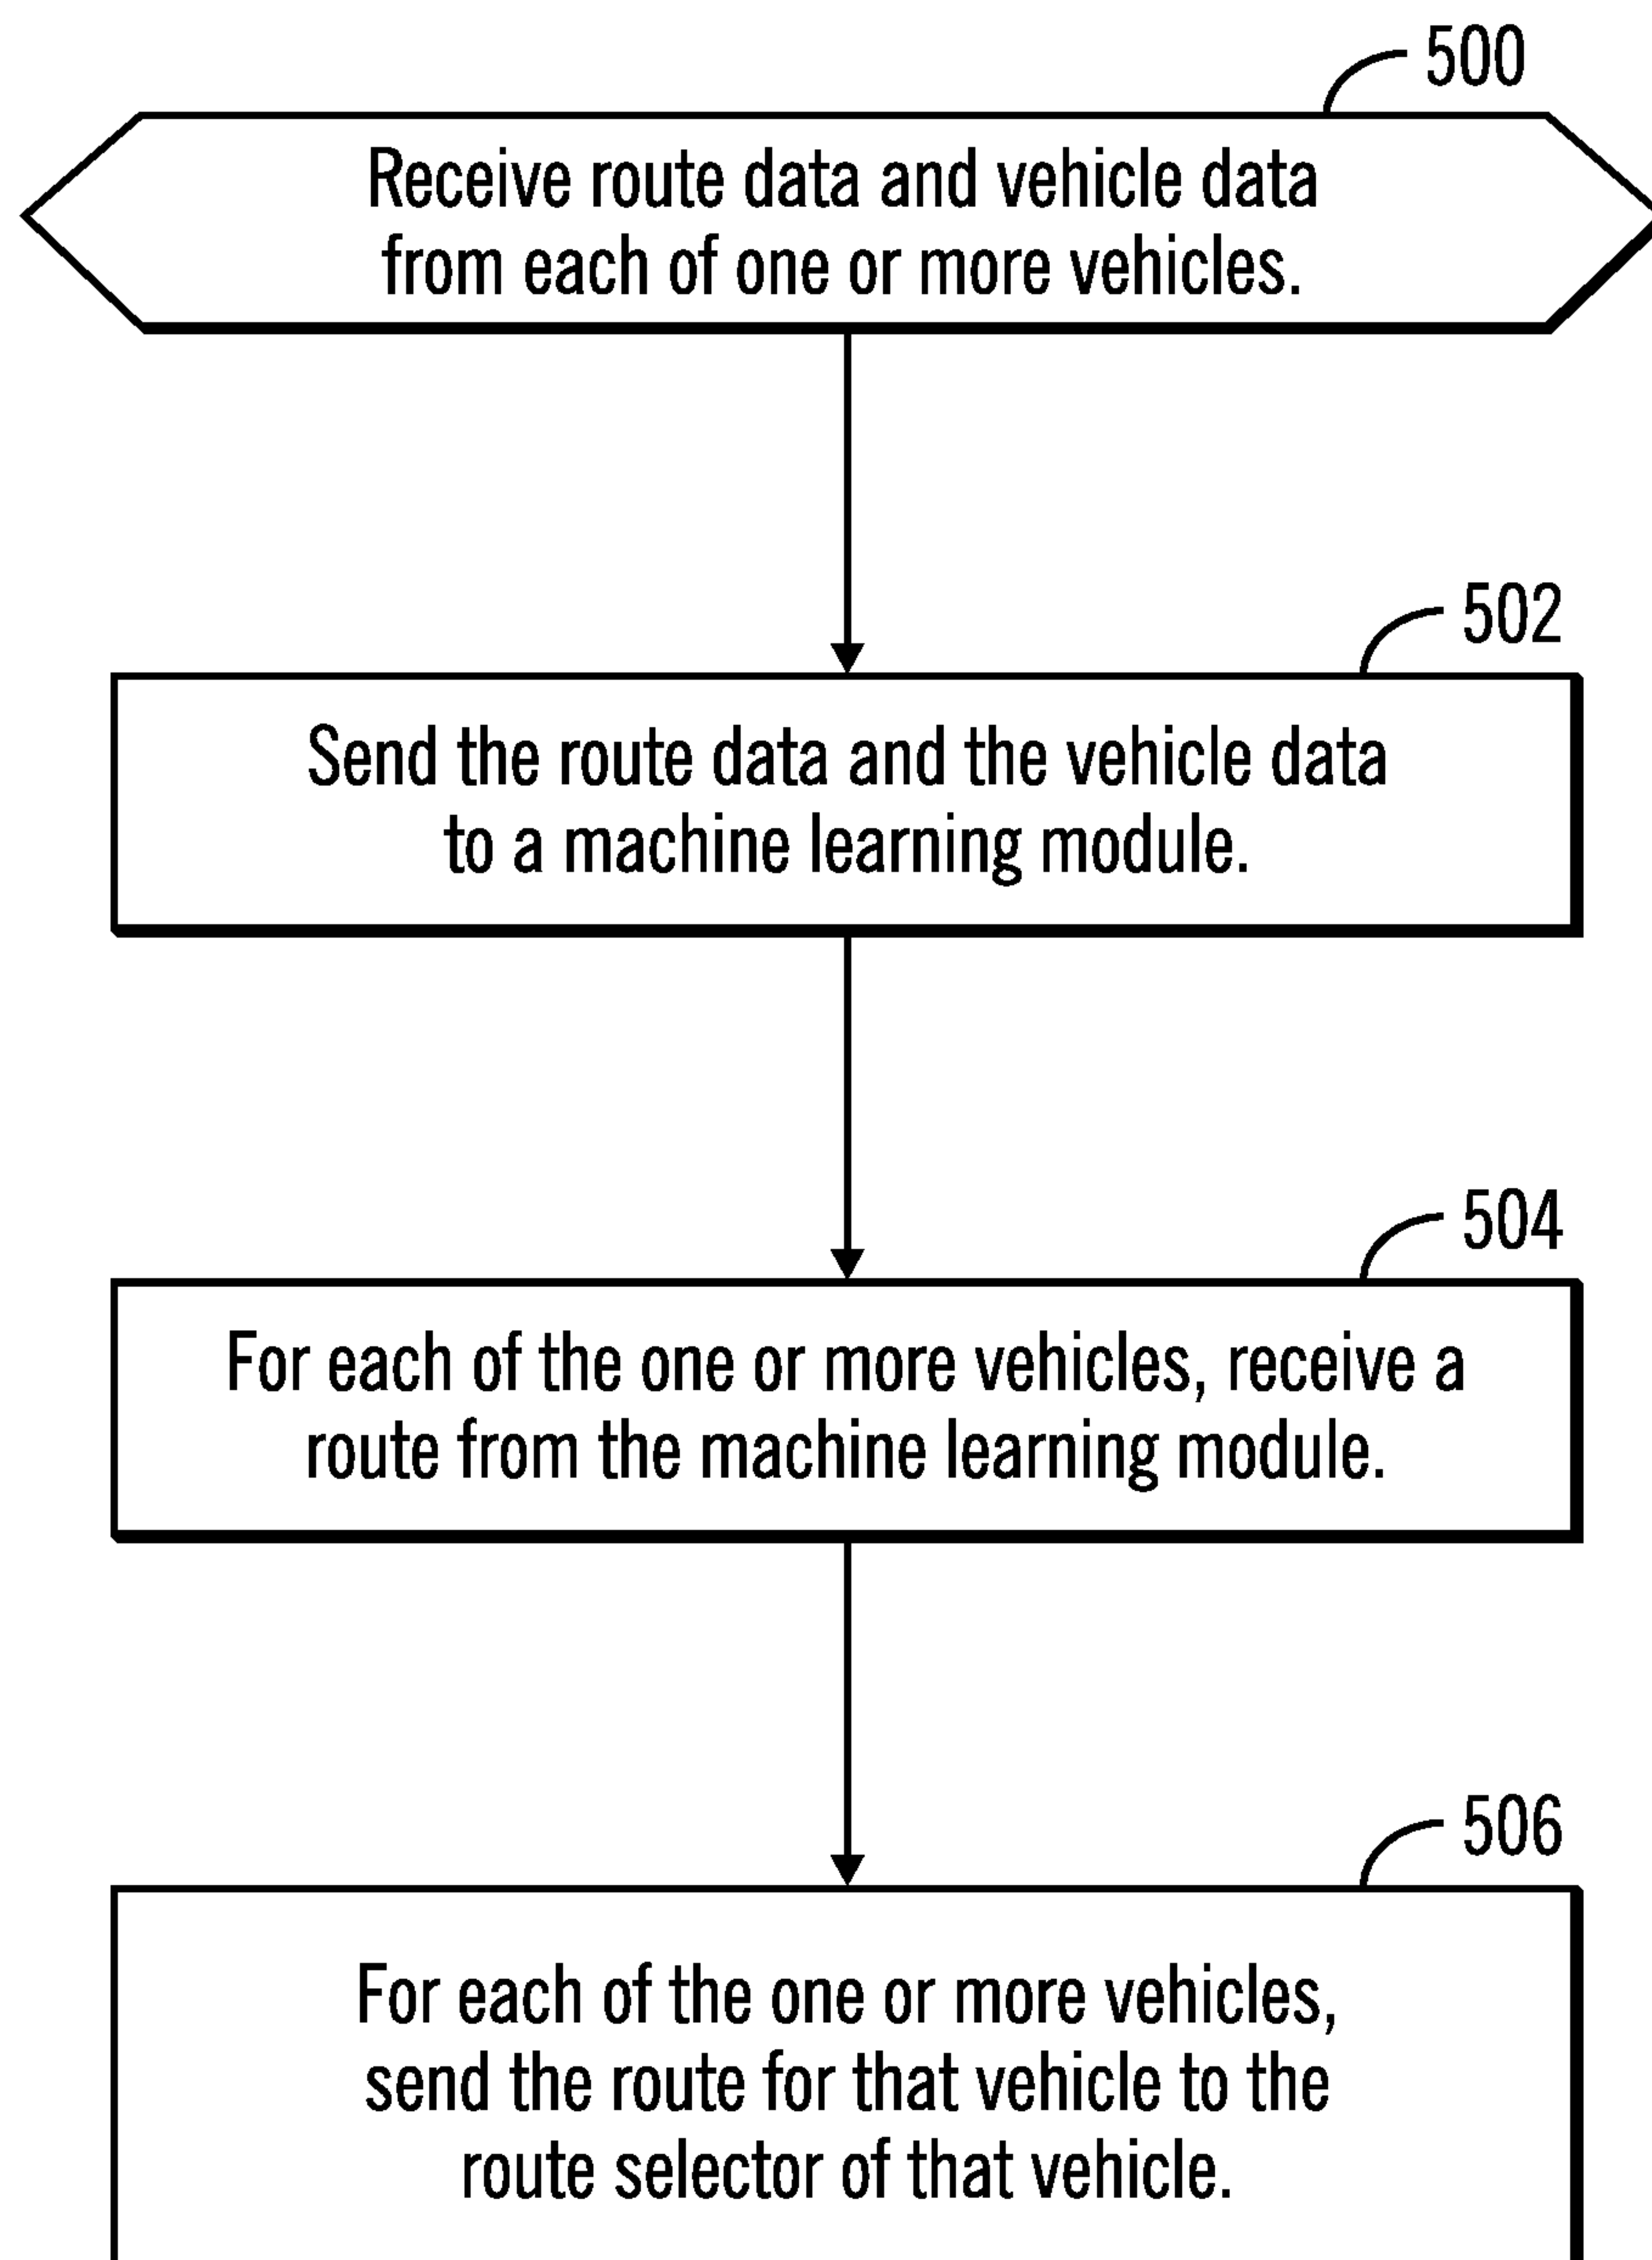 500
Receive route data and vehicle data
from each of one or more vehicles.
502
Send the route data and the vehicle data
to a machine learning module.
504
For each of the one or more vehicles, receive a
route from the machine learning module.
506
For each of the one or more vehicles,
send the route for that vehicle to the
route selector of that vehicle.